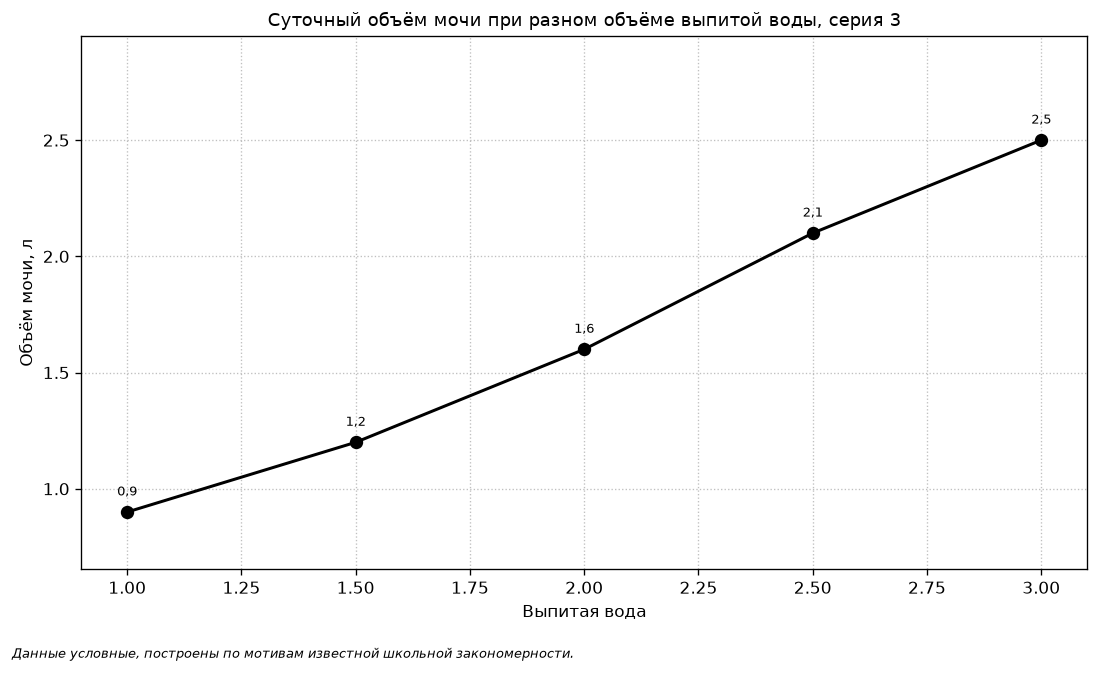 Суточный объём мочи при разном объёме выпитой воды, серия 3
Объём мочи, л
2.5
2.0
1.5
1.0
0,9
1,2
1,6
2,1
2,5
1.00 1.25 1.50 1.75 2.00 2.25 2.50 2.75 3.00
Выпитая вода
Данные условные, построены по мотивам известной школьной закономерности.